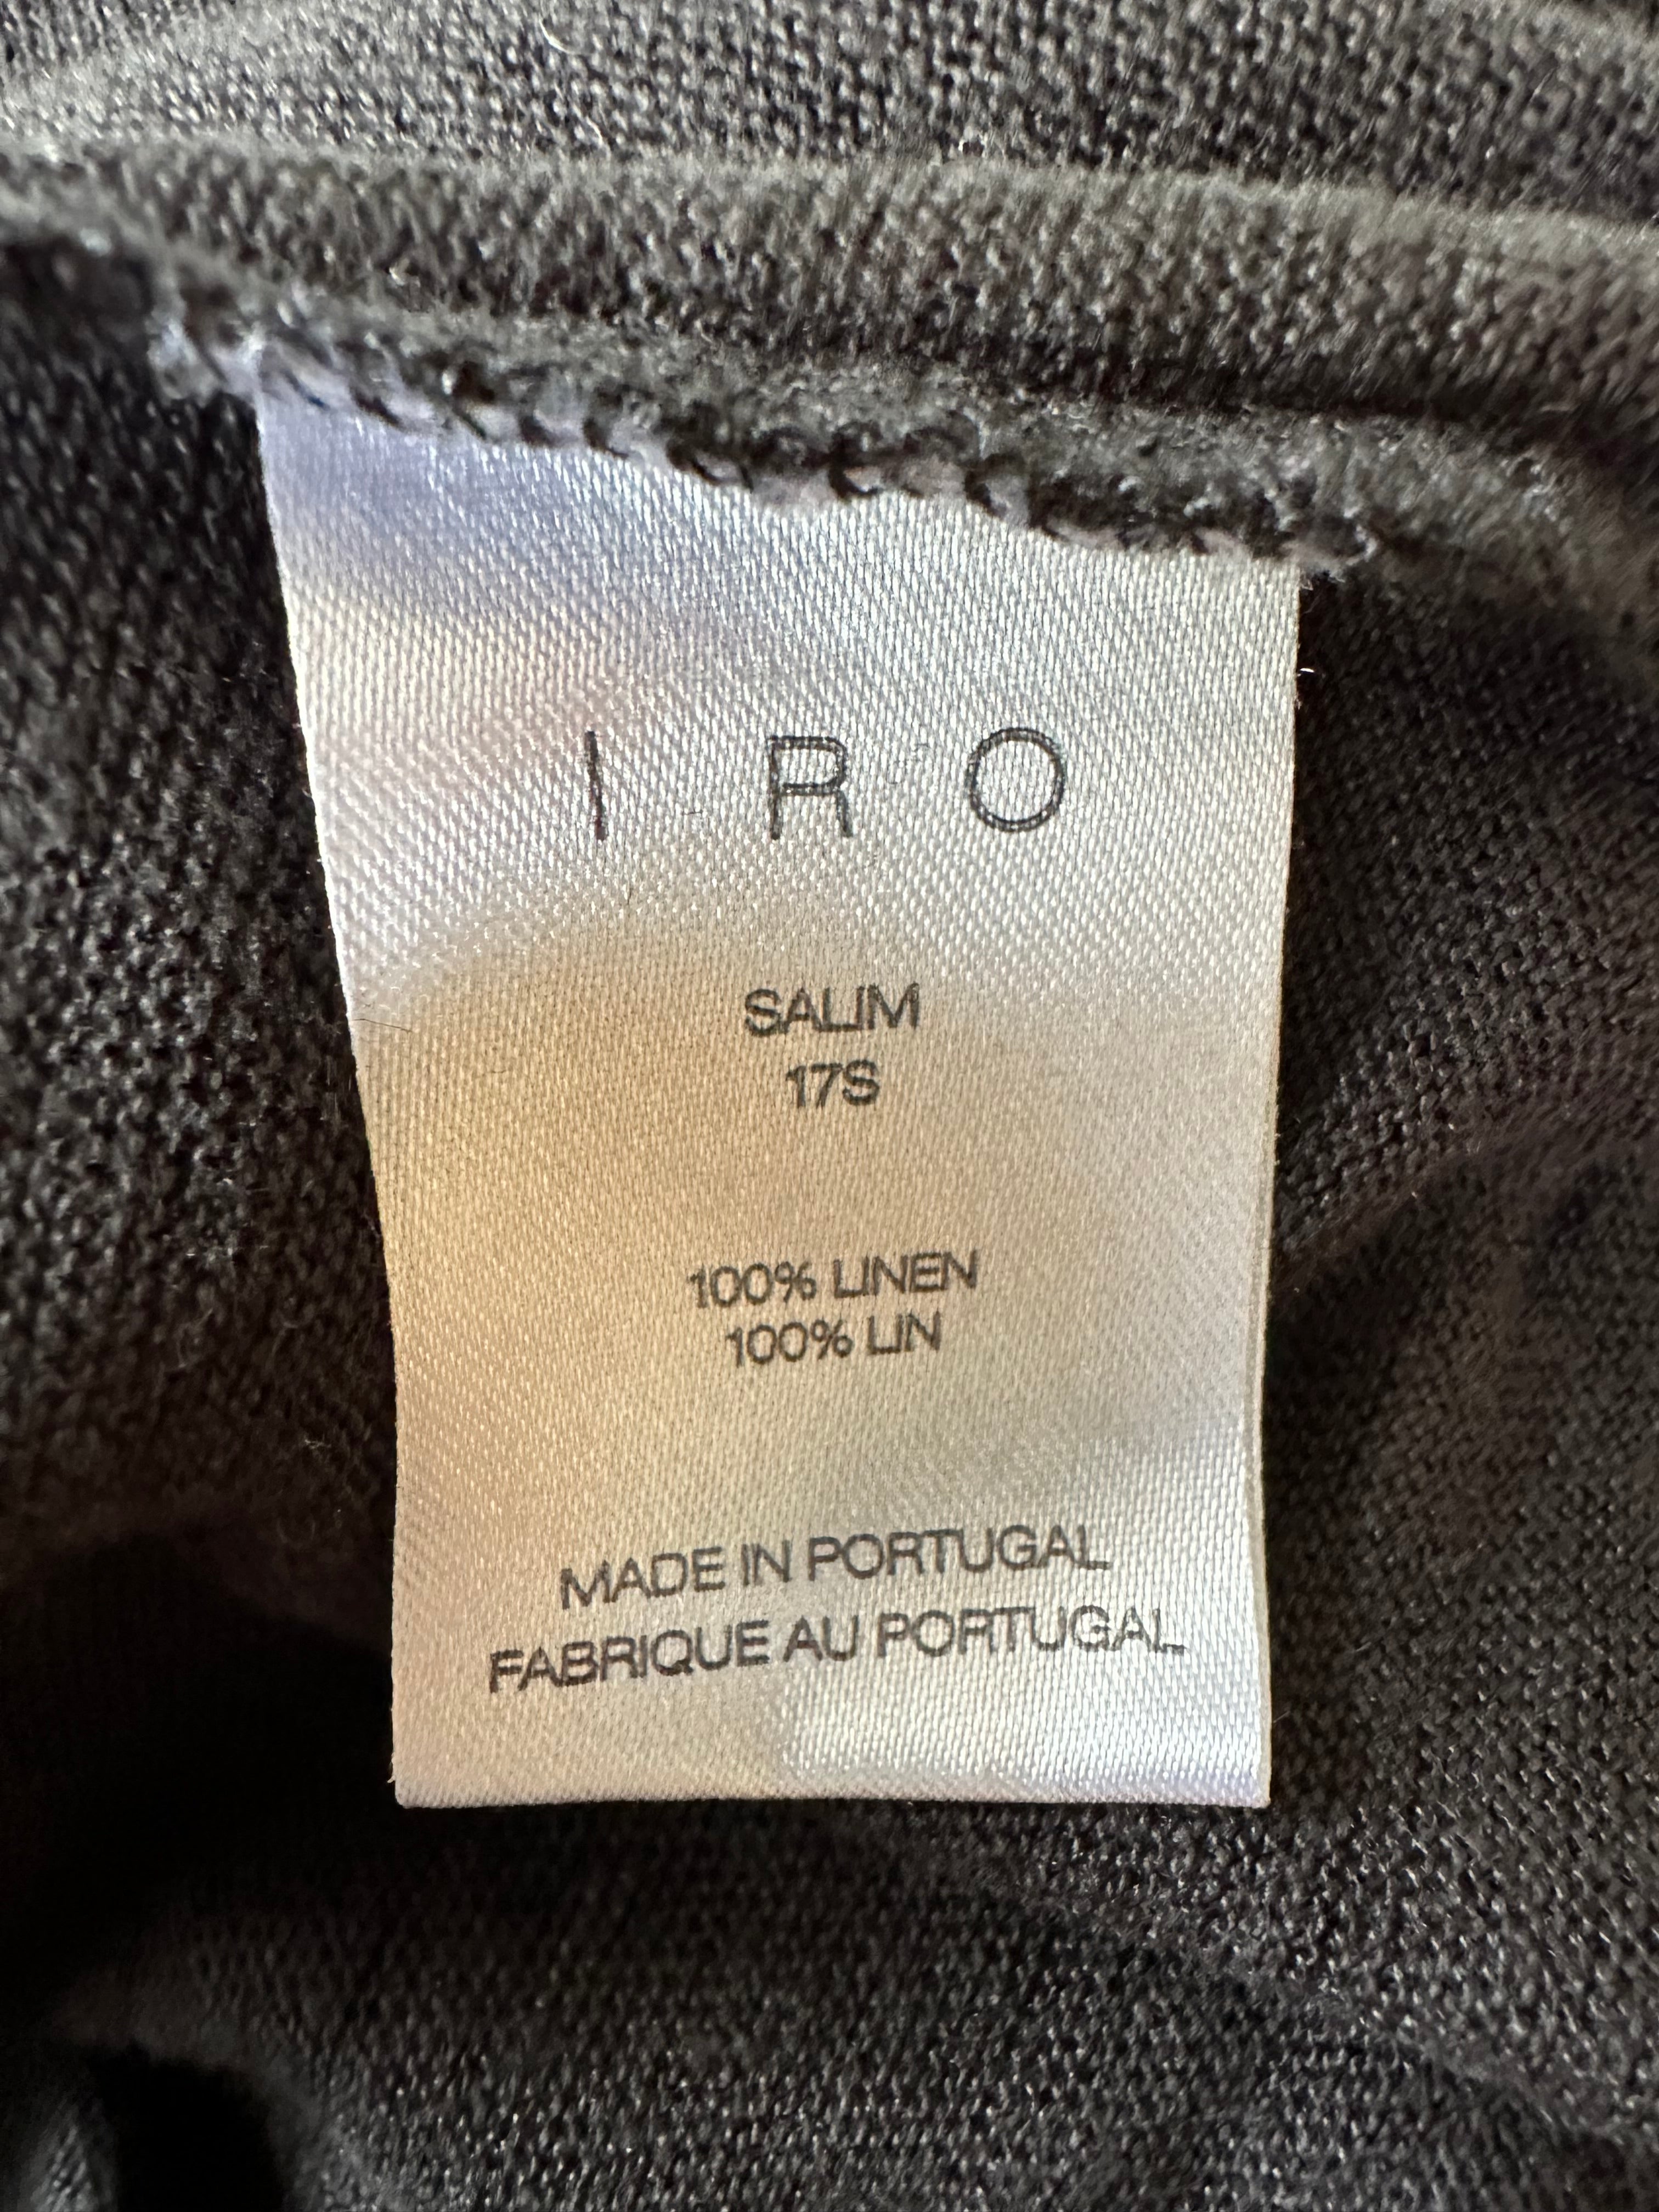 I R O
SALIM
17S
100% LINEN
100% LIN
MADE IN PORTUGAL
FABRIQUE AU PORTUGAL